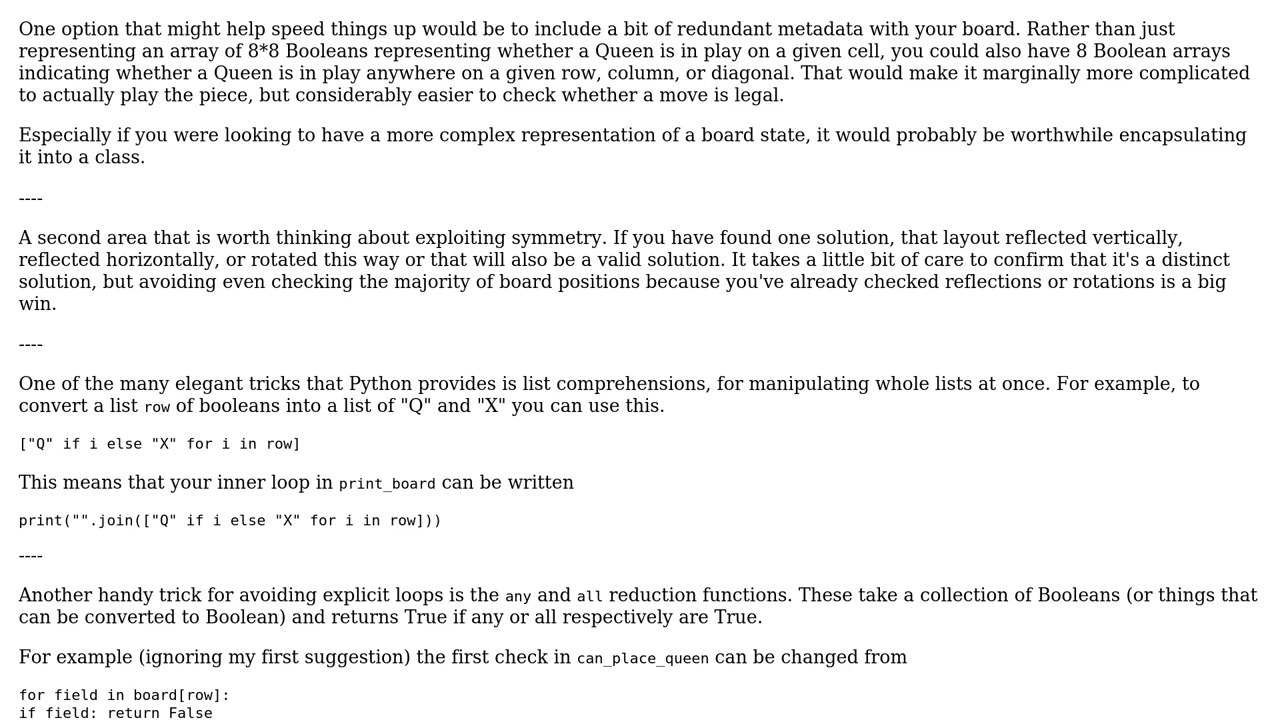 One option that might help speed things up would be to include a bit of redundant metadata with your board. Rather than just
representing an array of 8*8 Booleans representing whether a Queen is in play on a given cell, you could also have 8 Boolean arrays
indicating whether a Queen is in play anywhere on a given row, column, or diagonal. That would make it marginally more complicated
to actually play the piece, but considerably easier to check whether a move is legal.
Especially if you were looking to have a more complex representation of a board state, it would probably be worthwhile encapsulating
it into a class.
----
A second area that is worth thinking about exploiting symmetry. If you have found one solution, that layout reflected vertically,
reflected horizontally, or rotated this way or that will also be a valid solution. It takes a little bit of care to confirm that it's a distinct
solution, but avoiding even checking the majority of board positions because you've already checked reflections or rotations is a big
win.
----
One of the many elegant tricks that Python provides is list comprehensions, for manipulating whole lists at once. For example, to
convert a list row of booleans into a list of "Q" and "X" you can use this.
["Q" if i else "X" for i in row]
This means that your inner loop in print_board can be written
print("".join(["Q" if i else "X" for i in row]))
----
Another handy trick for avoiding explicit loops is the any and all reduction functions. These take a collection of Booleans (or things that
can be converted to Boolean) and returns True if any or all respectively are True.
For example (ignoring my first suggestion) the first check in can_place_queen can be changed from
for field in board[row]:
if field: return False